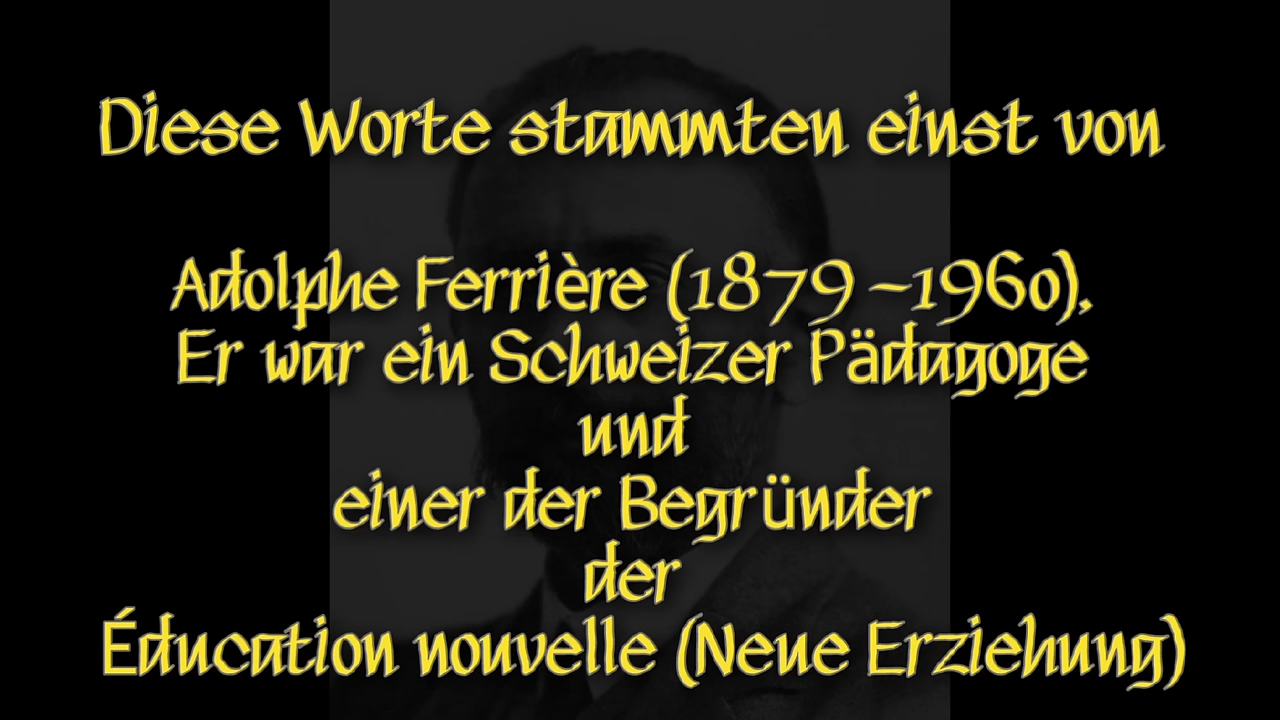 Diese Worte stammten einst von
Adolphe Ferrière (1879 –1960),
Er war ein Schweizer Pädagoge
und
einer der Begründer
der
Éducation nouvelle (Neue Erziehung)